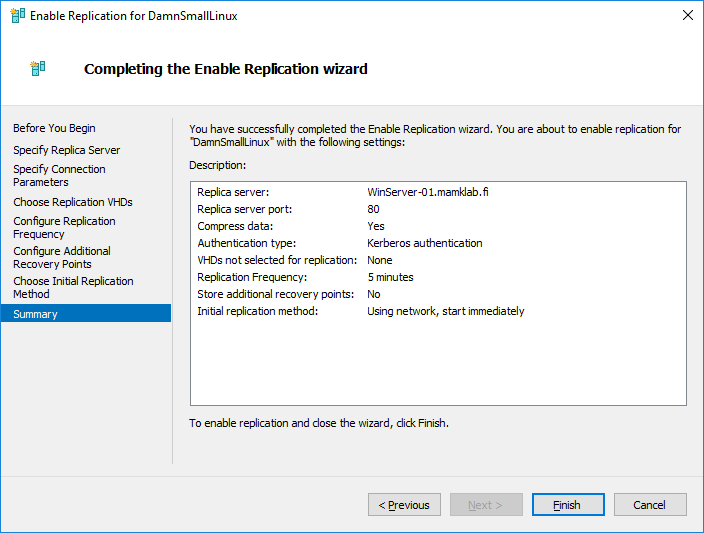 Enable Replication for DamnSmallLinux
Completing the Enable Replication wizard
Before You Begin
Specify Replica Server
Specify Connection
Parameters
Choose Replication VHDs
Configure Replication
Frequency
Configure Additional
Recovery Points
Choose Initial Replication
Method
Summary
You have successfully completed the Enable Replication wizard. You are about to enable replication for
"DamnSmallLinux" with the following settings:
Description:
Replica server: WinServer-01.mamklab.fi
Replica server port: 80
Compress data: Yes
Authentication type: Kerberos authentication
VHDs not selected for replication: None
Replication Frequency: 5 minutes
Store additional recovery points: No
Initial replication method: Using network, start immediately
To enable replication and close the wizard, click Finish.
< Previous
Next >
Finish
Cancel